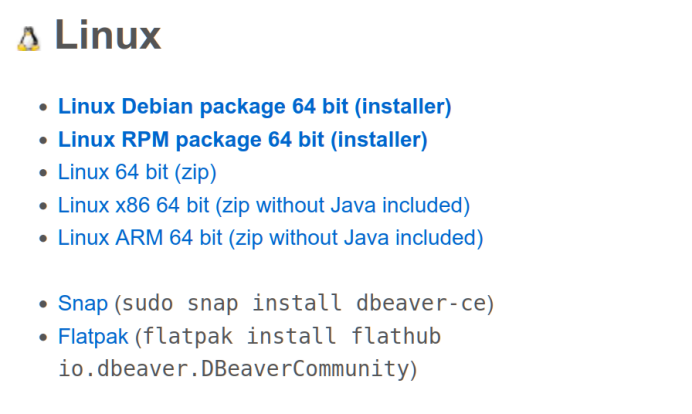 Linux
Linux Debian package 64 bit (installer)
Linux RPM package 64 bit (installer)
Linux 64 bit (zip)
Linux x86 64 bit (zip without Java included)
Linux ARM 64 bit (zip without Java included)
Snap (sudo snap install dbeaver-ce)
Flatpak (flatpak install flathub
io.dbeaver.DBeaverCommunity)